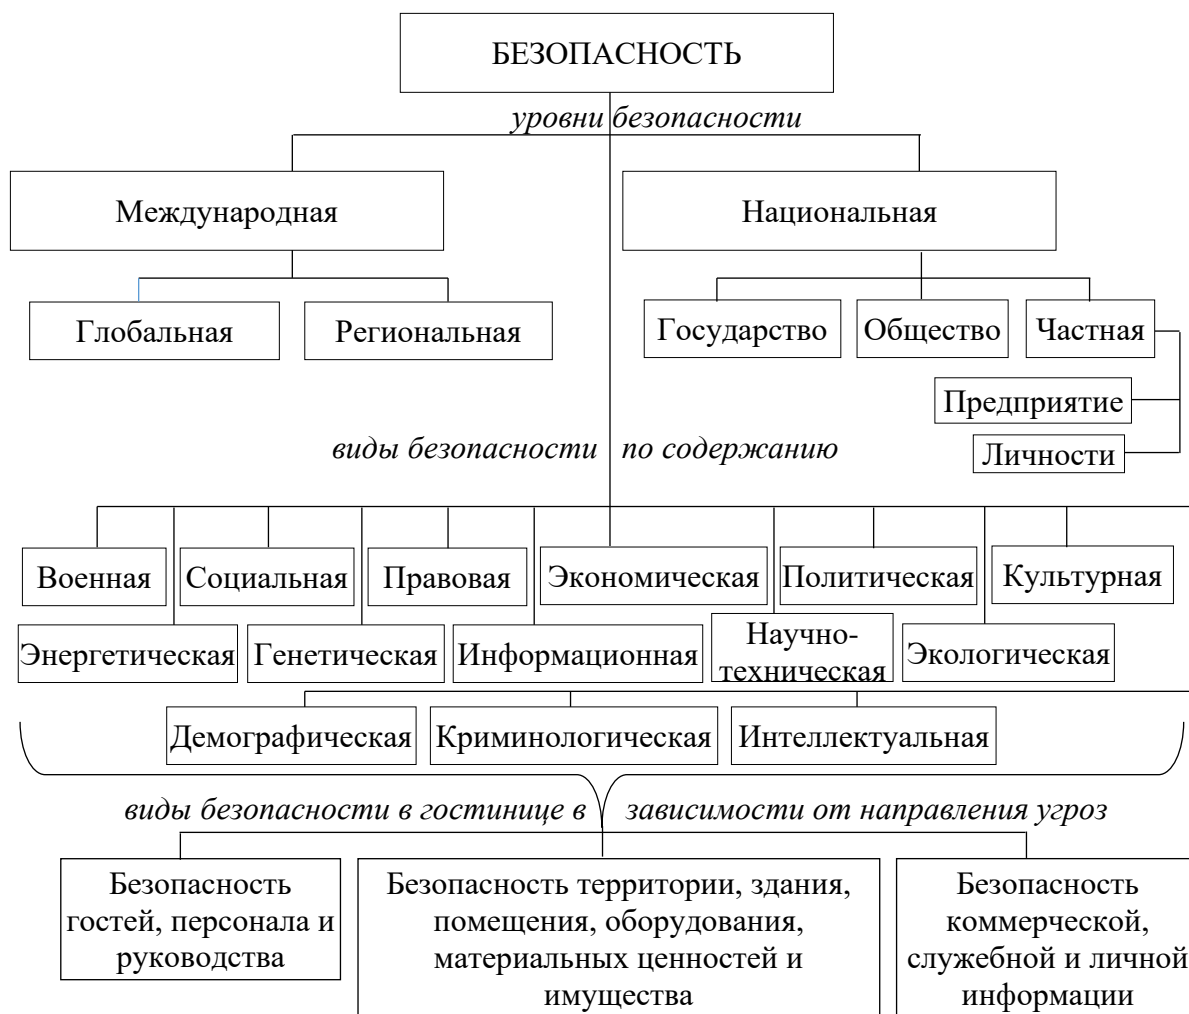 БЕЗОПАСНОСТЬ
уровни безопасности
Международная
Национальная
Глобальная
Региональная
Государство
Общество
Частная
Предприятие
Личности
виды безопасности по содержанию
Военная
Социальная
Правовая
Экономическая
Политическая
Культурная
Энергетическая
Генетическая
Информационная
Научно-
техническая
Экологическая
Демографическая
Криминологическая
Интеллектуальная
виды безопасности в гостинице в зависимости от направления угроз
Безопасность
гостей, персонала и
руководства
Безопасность территории, здания,
помещения, оборудования,
материальных ценностей и
имущества
Безопасность
коммерческой,
служебной и личной
информации